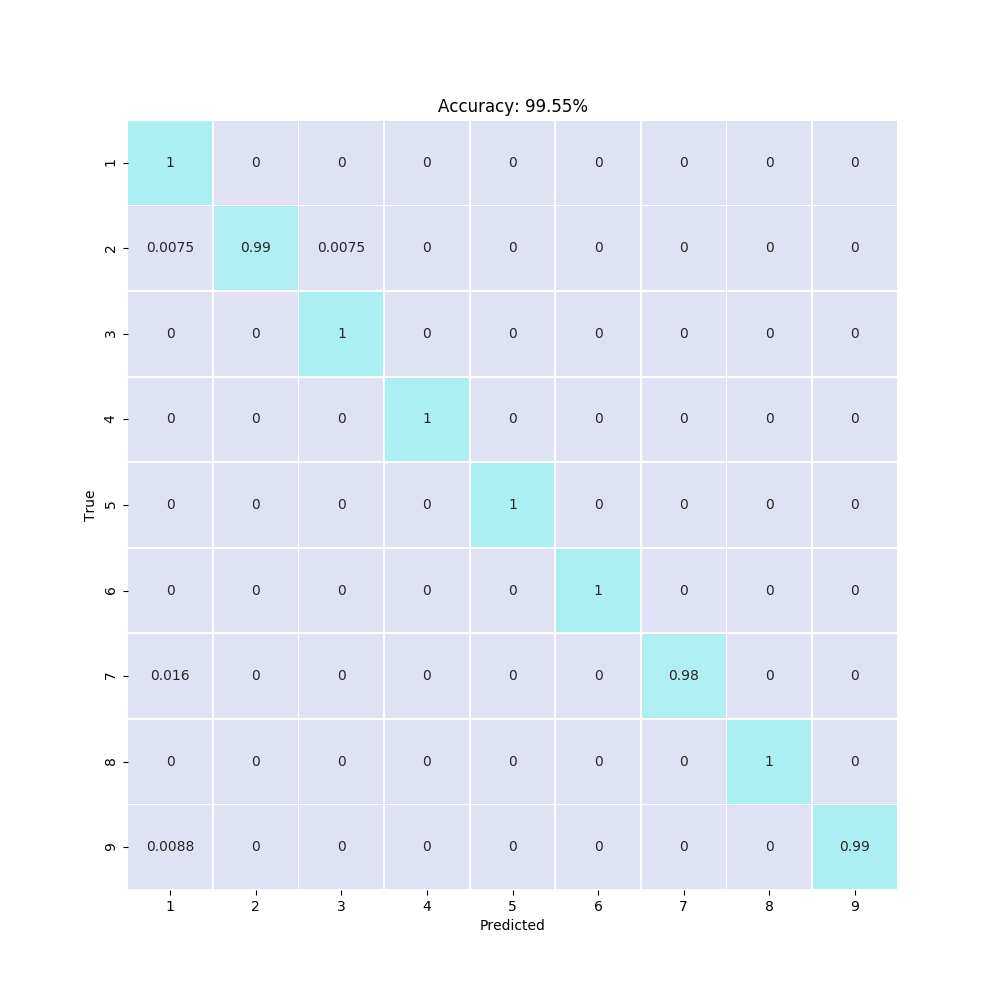 Accuracy: 99.55%
1 1 0 0 0 0 0 0 0 0
2 0.0075 0.99 0.0075 0 0 0 0 0 0
3 0 0 1 0 0 0 0 0 0
4 0 0 0 1 0 0 0 0 0
True
5 0 0 0 0 1 0 0 0 0
6 0 0 0 0 0 1 0 0 0
7 0.016 0 0 0 0 0 0.98 0 0
8 0 0 0 0 0 0 0 1 0
9 0.0088 0 0 0 0 0 0 0 0.99
1 2 3 4 5 6 7 8 9
Predicted